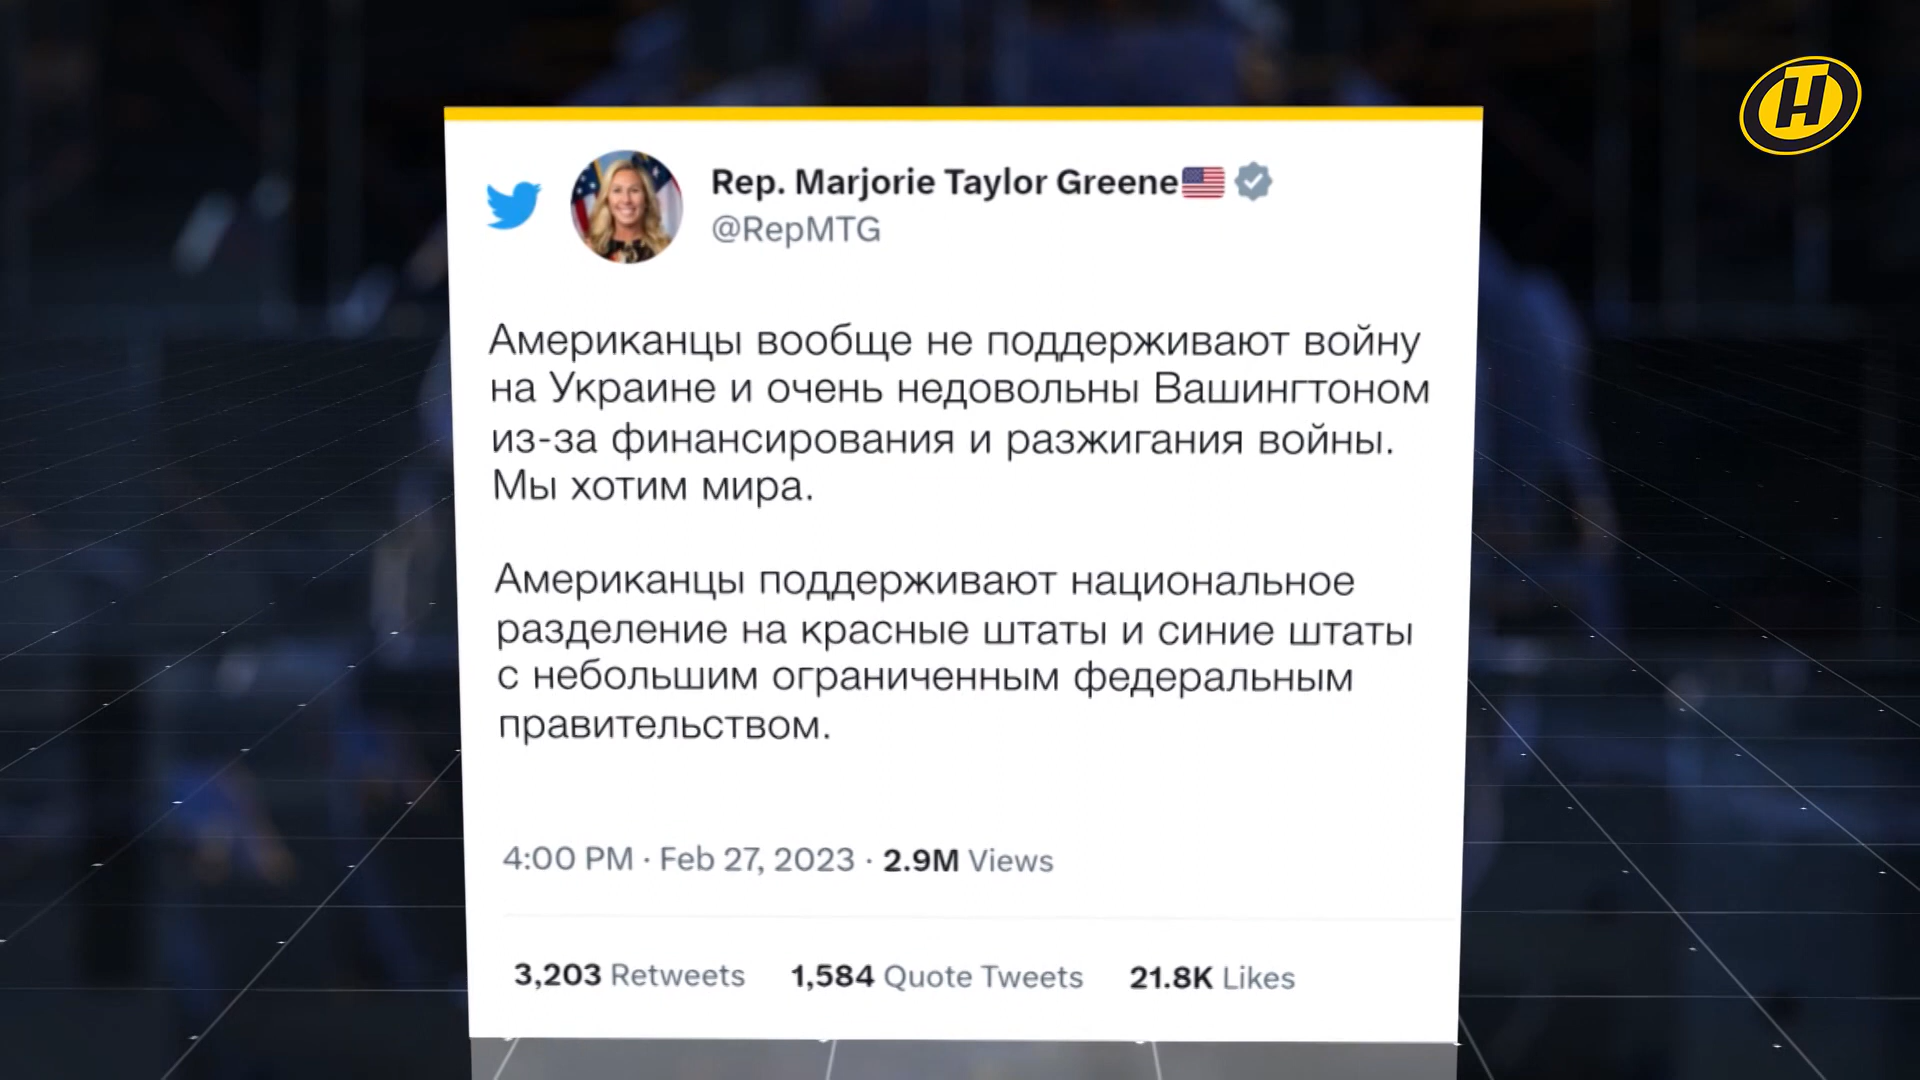 Rep. Marjorie Taylor Greene🇺🇸
@RepMTG
Американцы вообще не поддерживают войну
на Украине и очень недовольны Вашингтоном
из-за финансирования и разжигания войны.
Мы хотим мира.
Американцы поддерживают национальное
разделение на красные штаты и синие штаты
с небольшим ограниченным федеральным
правительством.
4:00 PM · Feb 27, 2023 · 2.9M Views
3,203 Retweets 1,584 Quote Tweets 21.8K Likes